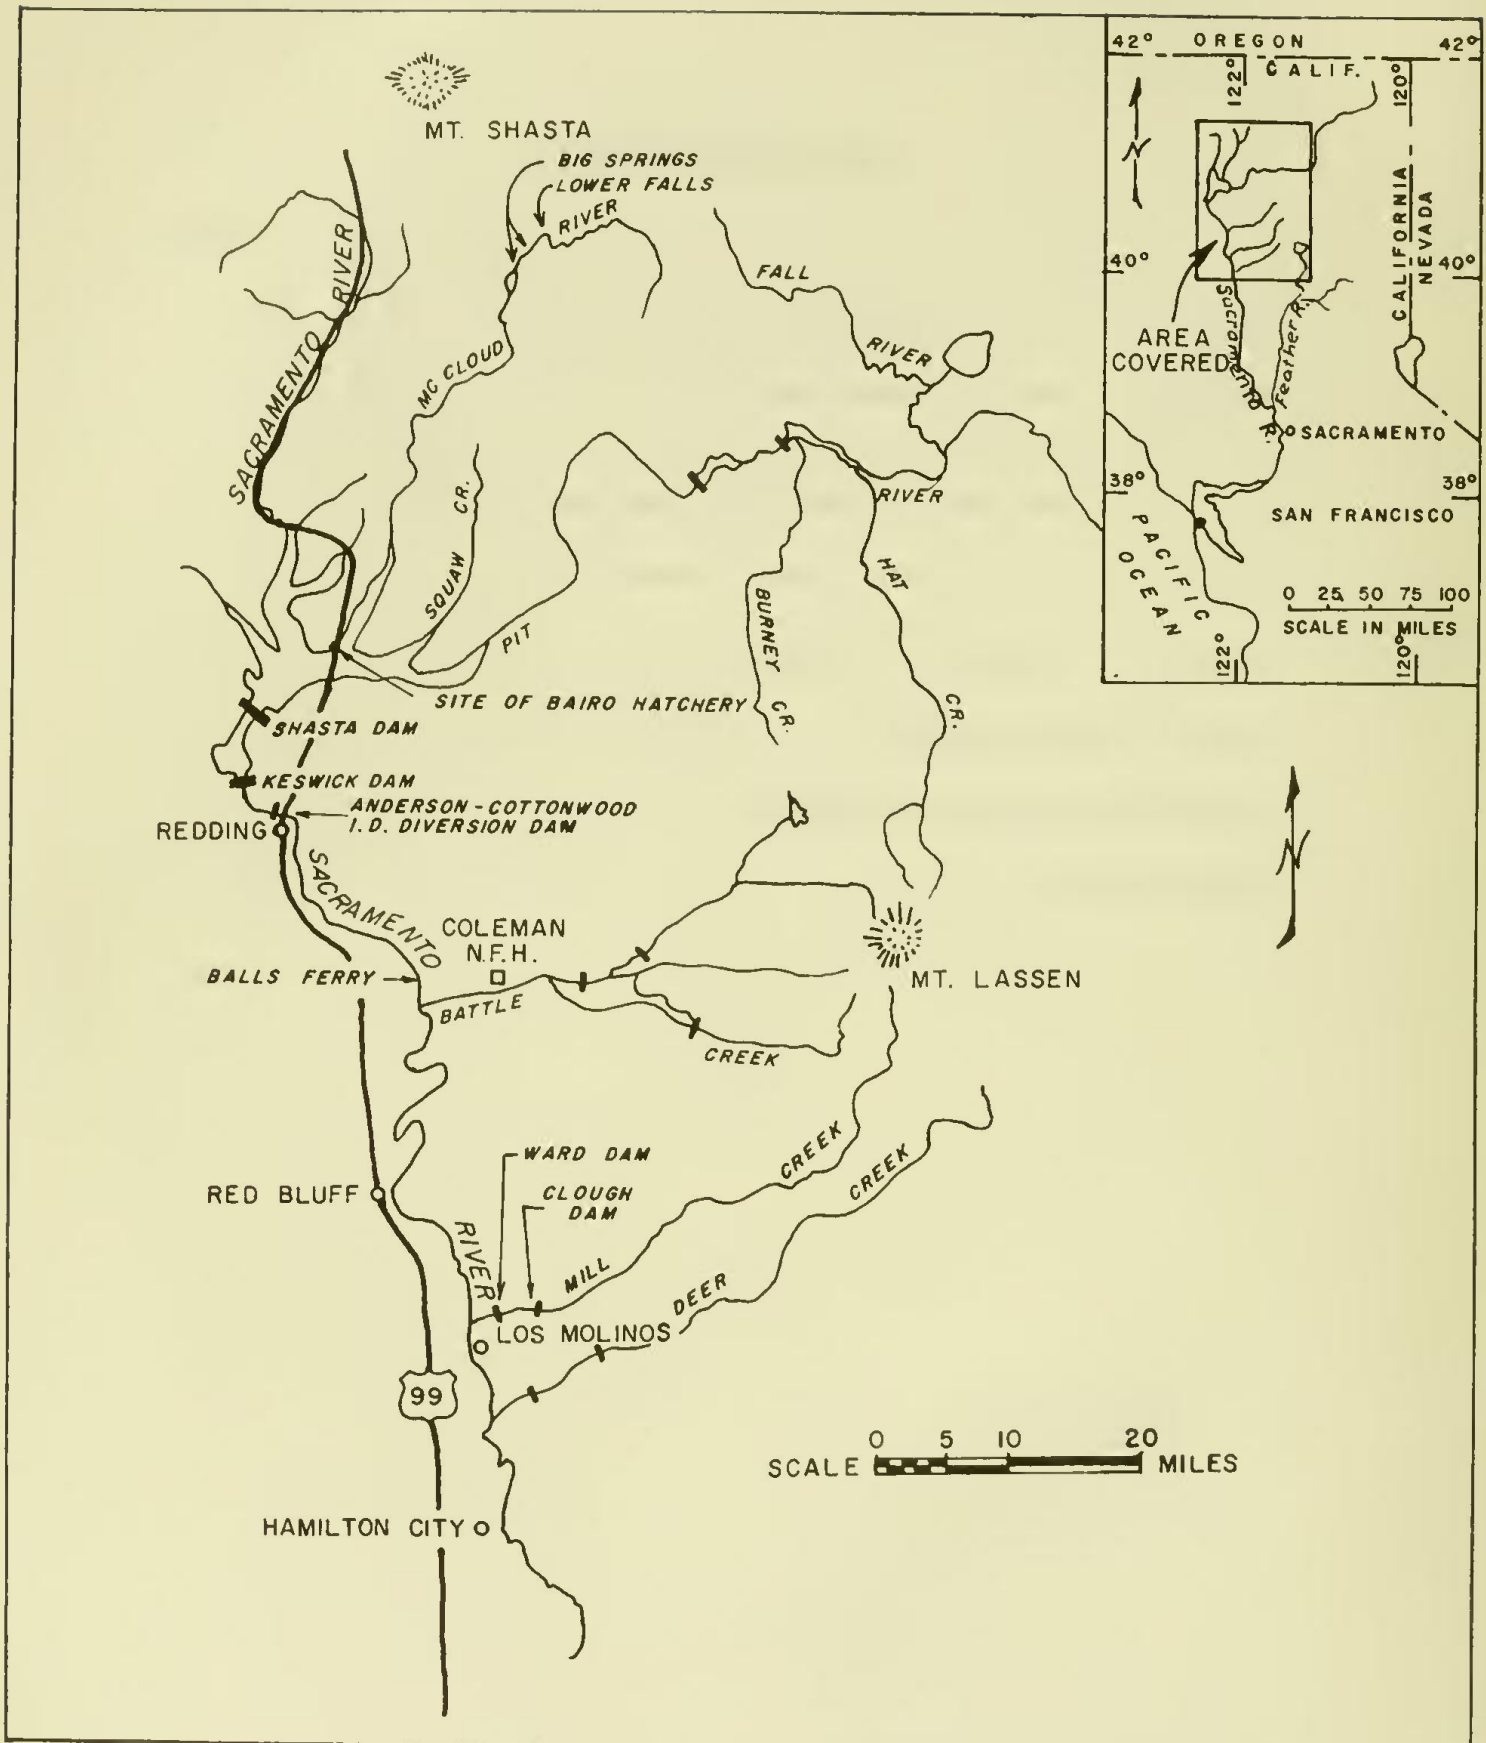 MT. SHASTA
BIG SPRINGS
LOWER FALLS
RIVER
SACRAMENTO RIVER
MC CLOUD
FALL
RIVER
SQUAW CR.
PIT
RIVER
BURNEY CR.
HAT CR.
SITE OF BAIRO HATCHERY
SHASTA DAM
KESWICK DAM
ANDERSON-COTTONWOOD
I.D. DIVERSION DAM
REDDING
SACRAMENTO
COLEMAN
N.F.H.
BALLS FERRY
BATTLE
CREEK
MT. LASSEN
WARD DAM
CLOUGH
DAM
RED BLUFF
RIVER
MILL
CREEK
DEER
CREEK
LOS MOLINOS
99
HAMILTON CITY
0 5 10 20
SCALE MILES
N
42° OREGON 42°
CALIF.
122°
120°
N
40° 40°
CALIFORNIA
NEVADA
AREA
COVERED
Sacramento R.
Feather R.
SACRAMENTO
38° 38°
SAN FRANCISCO
PACIFIC
OCEAN
0 25 50 75 100
SCALE IN MILES
122°
120°